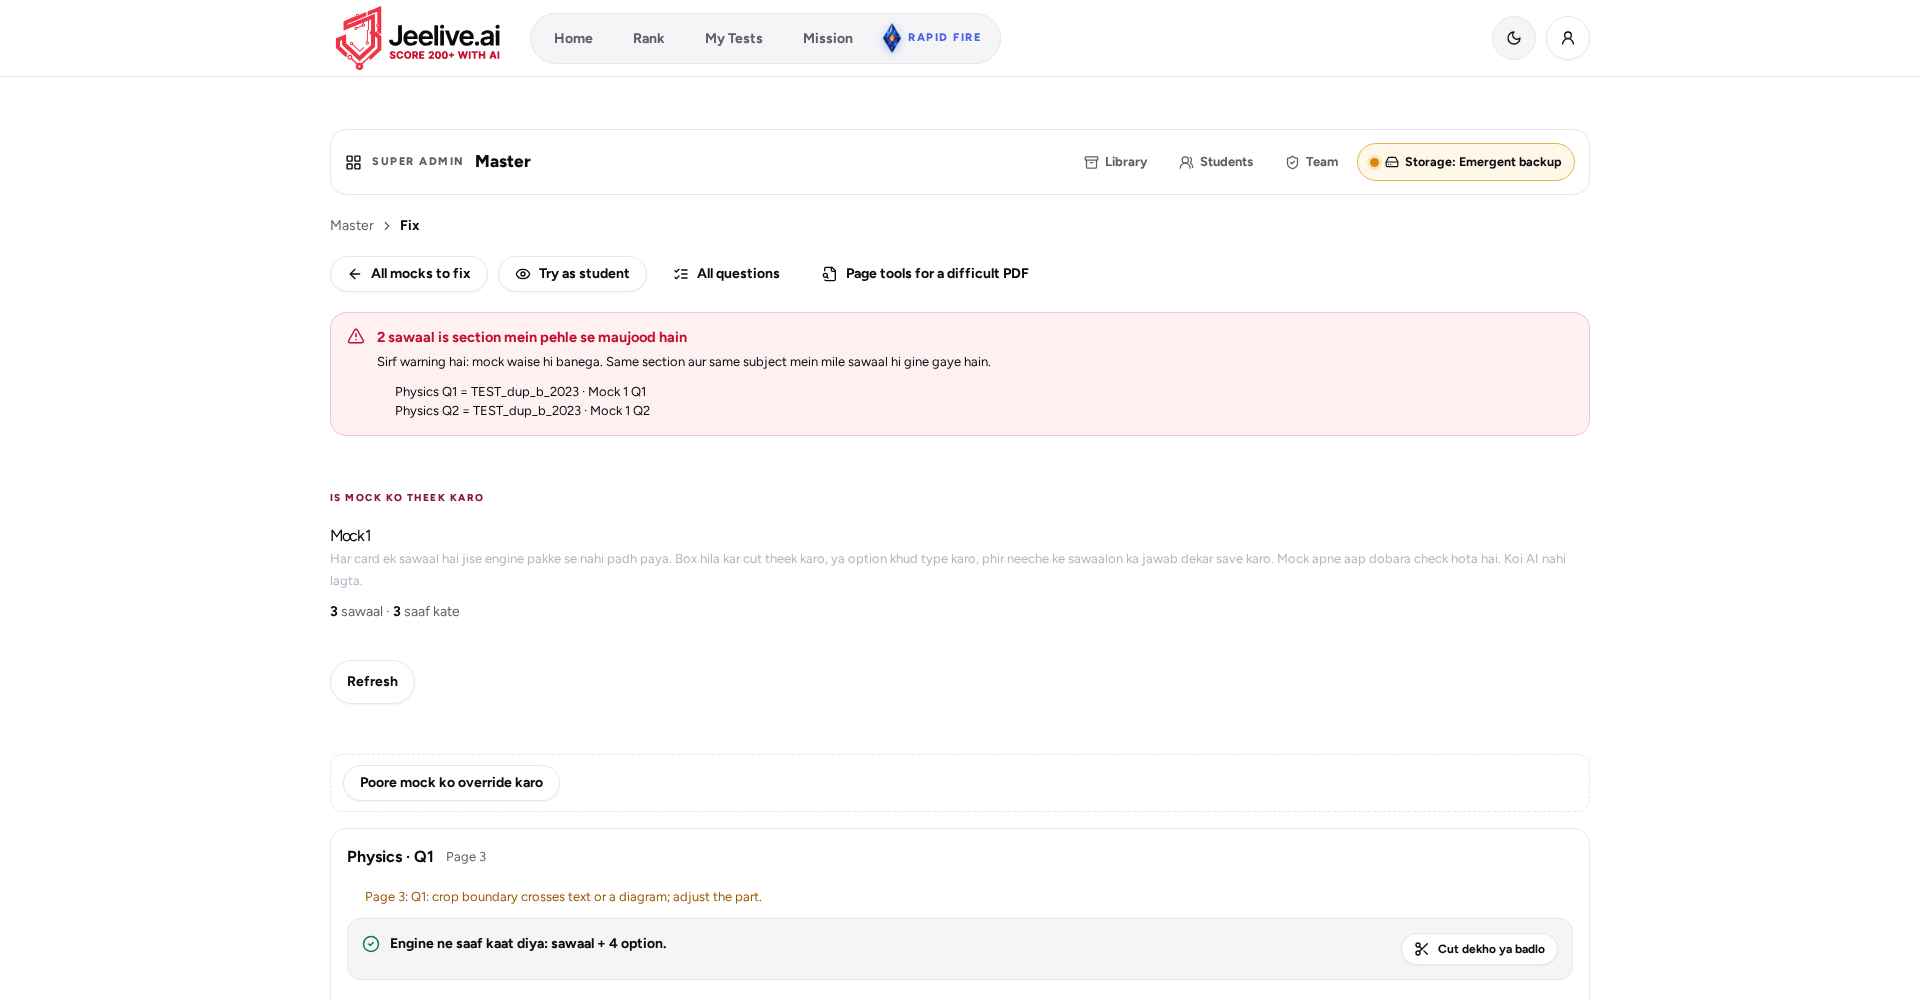 Jeelive.ai
SCORE 200+ WITH AI
Home
Rank
My Tests
Mission
RAPID FIRE
SUPER ADMIN
Master
Library
Students
Team
Storage: Emergent backup
Master
Fix
All mocks to fix
Try as student
All questions
Page tools for a difficult PDF
2 sawaal is section mein pehle se maujood hain
Sirf warning hai: mock waise hi banega. Same section aur same subject mein mile sawaal hi gine gaye hain.
Physics Q1 = TEST_dup_b_2023 · Mock 1 Q1
Physics Q2 = TEST_dup_b_2023 · Mock 1 Q2
IS MOCK KO THEEK KARO
Mock 1
Har card ek sawaal hai jise engine pakke se nahi padh paya. Box hila kar cut theek karo, ya option khud type karo, phir neeche ke sawaalon ka jawab dekar save karo. Mock apne aap dobara check hota hai. Koi AI nahi
lagta.
3 sawaal · 3 saaf kate
Refresh
Poore mock ko override karo
Physics · Q1
Page 3
Page 3: Q1: crop boundary crosses text or a diagram; adjust the part.
Engine ne saaf kaat diya: sawaal + 4 option.
Cut dekho ya badlo